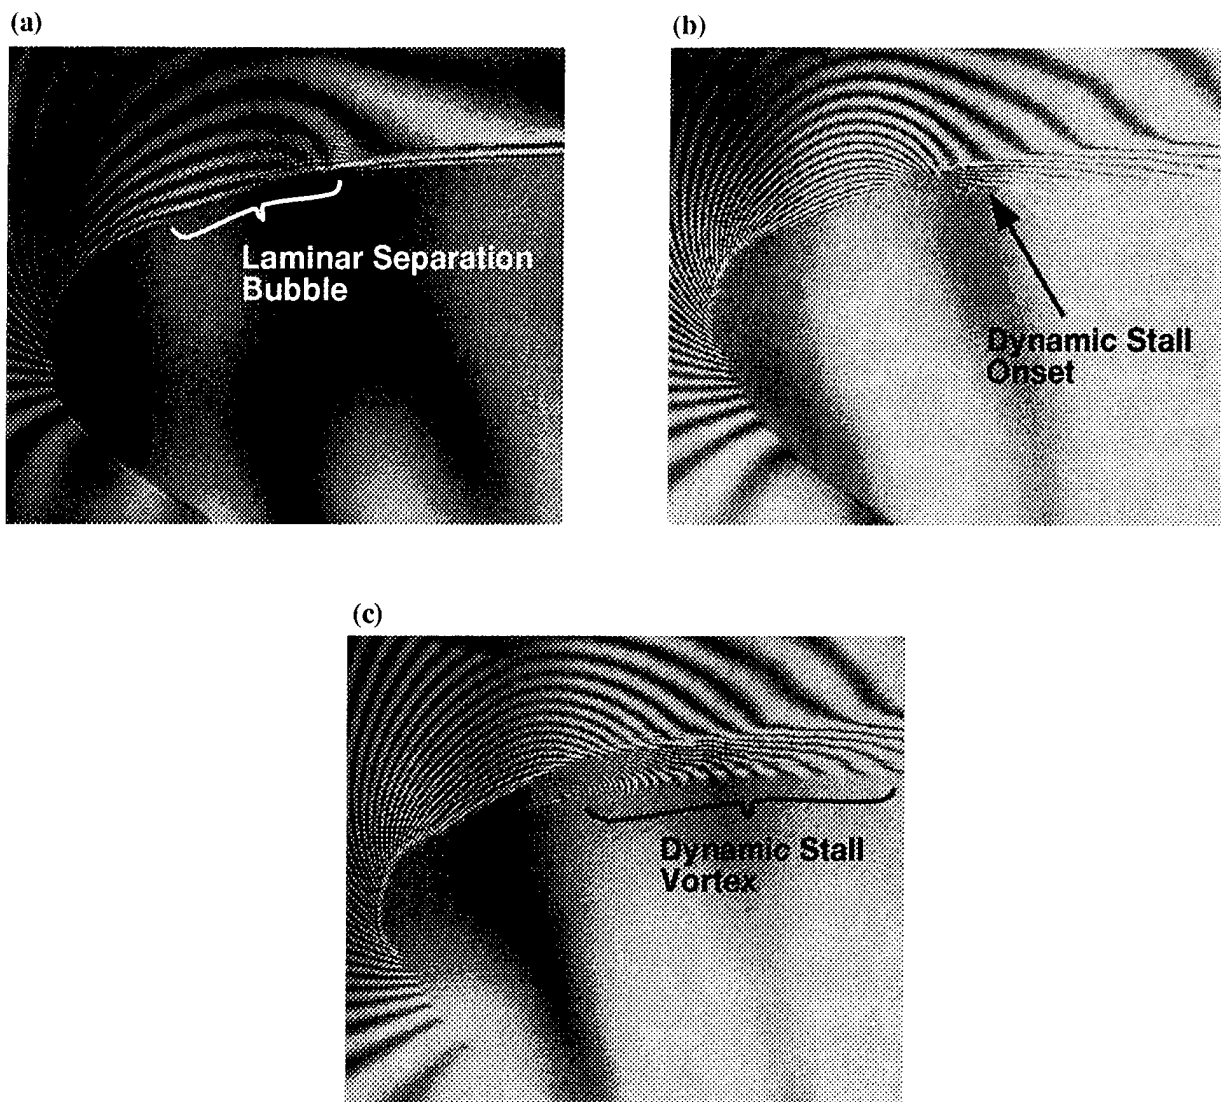 (a)
Laminar Separation
Bubble
(b)
Dynamic Stall
Onset
(c)
Dynamic Stall
Vortex